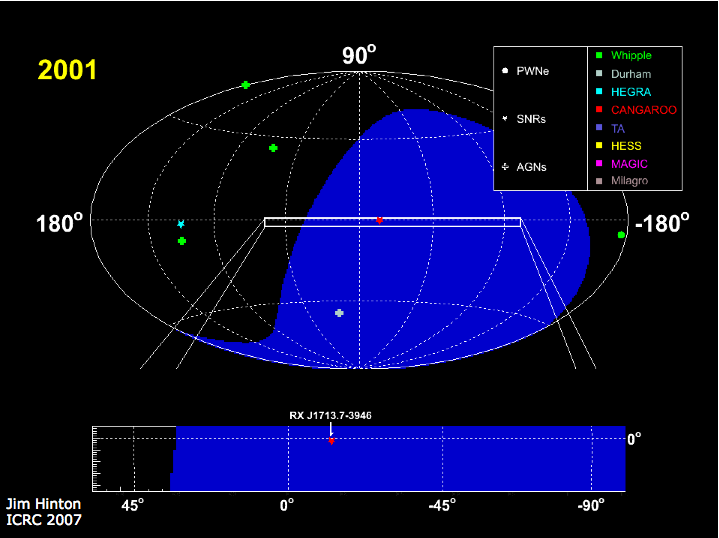 2001
90°
PWNe
SNRs
AGNs
Whipple
Durham
HEGRA
CANGAROO
TA
HESS
MAGIC
Milagro
180°
-180°
RX J1713.7-3946
0°
45°
0°
-45°
-90°
Jim Hinton
ICRC 2007